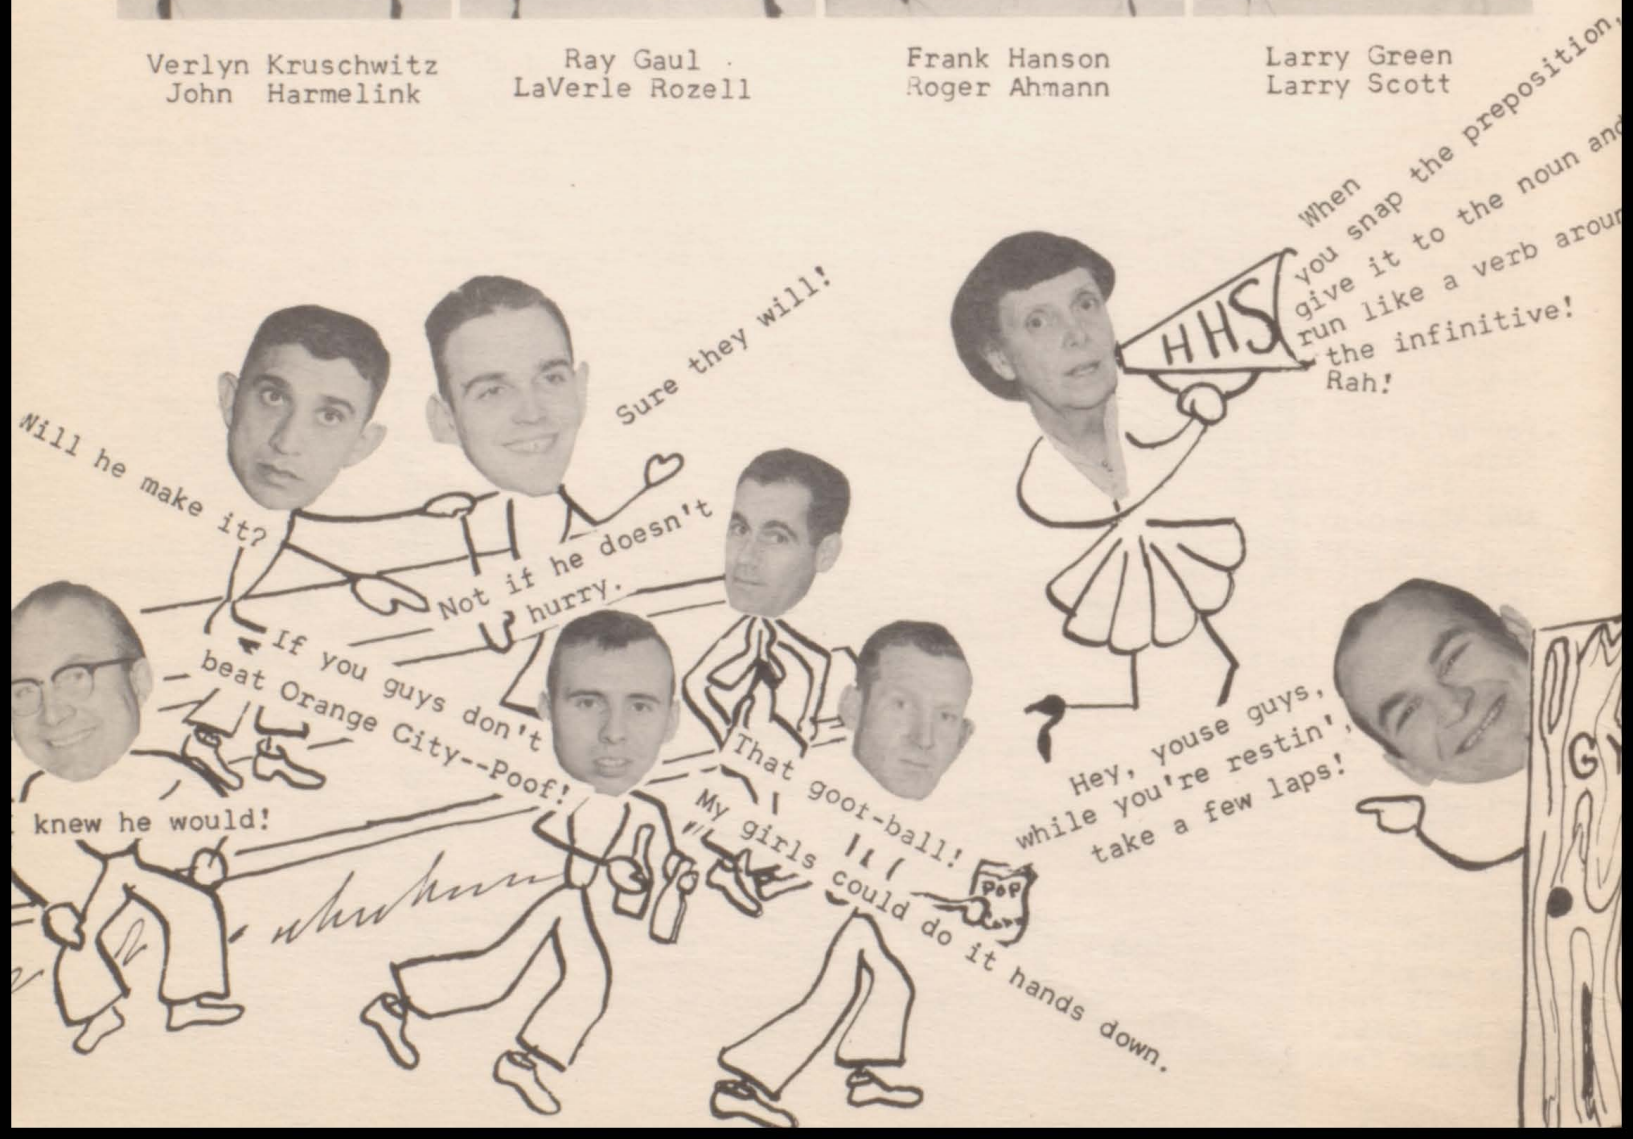 Verlyn Kruschwitz
John Harmelink
Ray Gaul
LaVerle Rozell
Frank Hanson
Roger Ahmann
Larry Green
Larry Scott
When
you snap the preposition,
give it to the noun and
run like a verb aroun
the infinitive!
Rah!
HHS
Sure they will!
Will he make it?
Not if he doesn't
hurry.
If you guys don't
beat Orange City--Poof!
knew he would!
That goot-ball!
My girls could do it hands down.
POP
Hey, youse guys,
while you're restin',
take a few laps!
GY